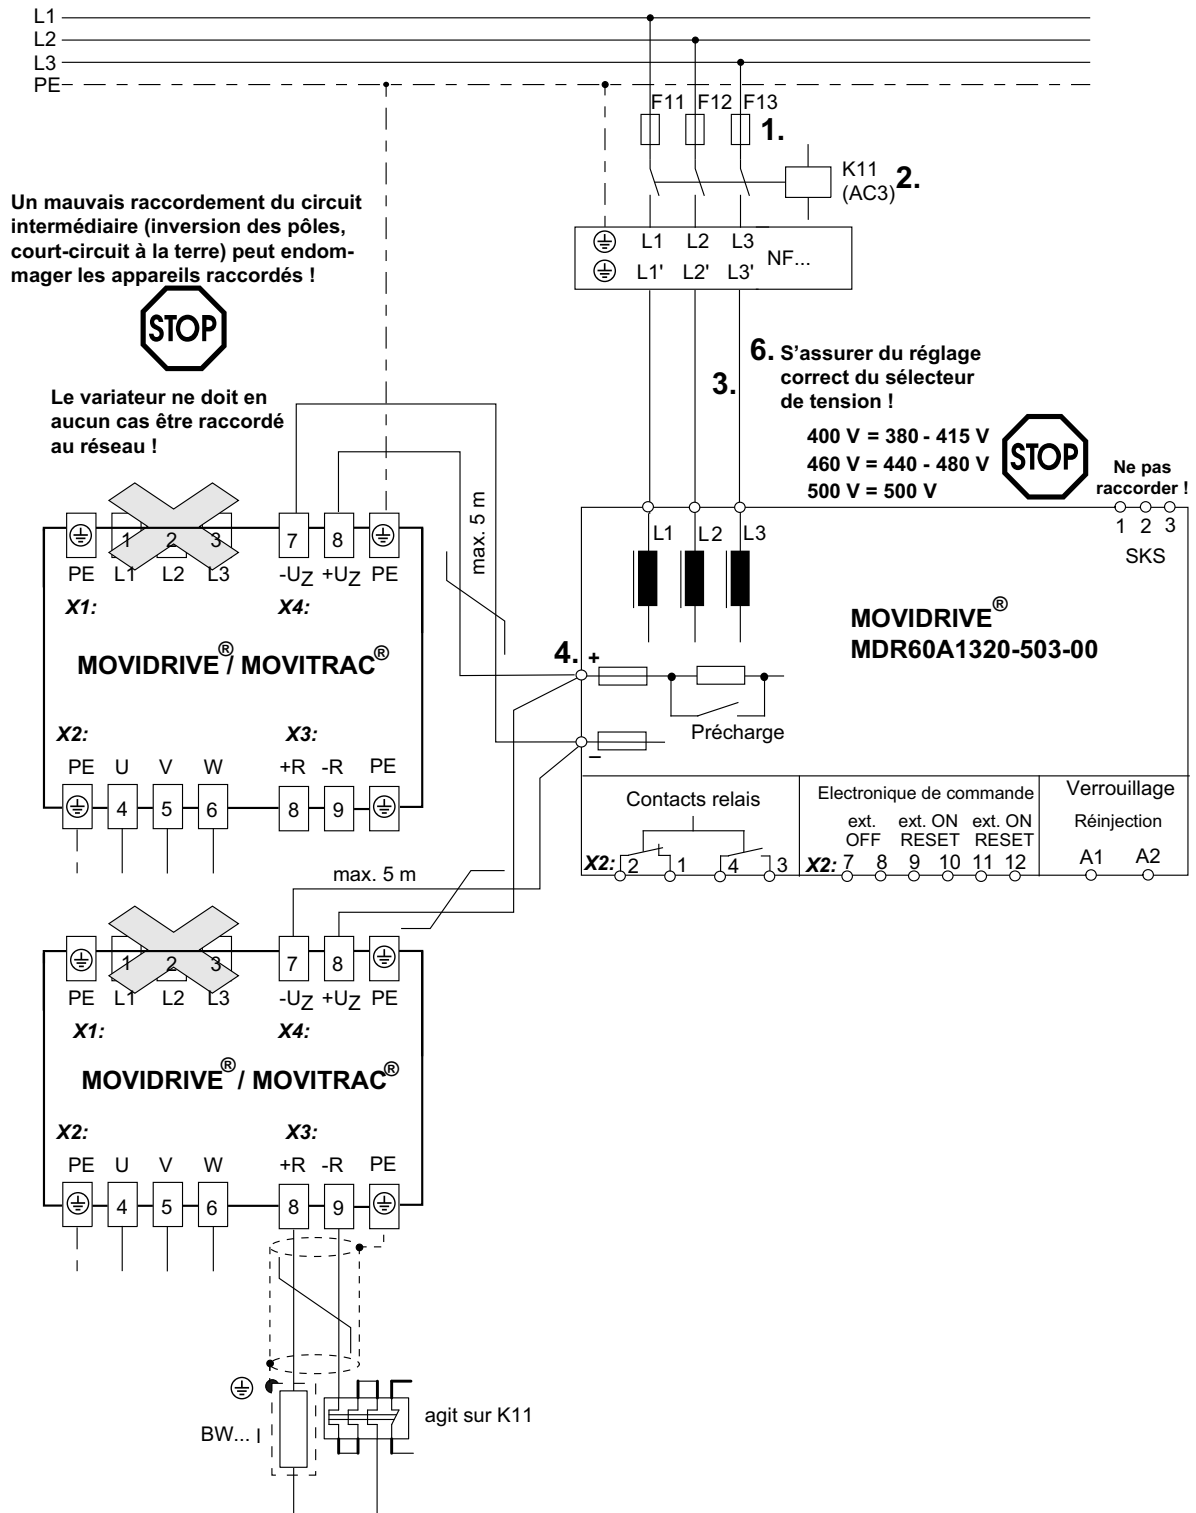 L1
L2
L3
PE
F11 F12 F13
1.
K11
(AC3)
2.
Un mauvais raccordement du circuit
intermédiaire (inversion des pôles,
court-circuit à la terre) peut endom-
mager les appareils raccordés !
STOP
Le variateur ne doit en
aucun cas être raccordé
au réseau !
L1 L2 L3
NF...
L1' L2' L3'
3.
6. S'assurer du réglage
correct du sélecteur
de tension !
400 V = 380 - 415 V
460 V = 440 - 480 V
500 V = 500 V
STOP
Ne pas
raccorder !
1 2 3
SKS
max. 5 m
1 2 3 7 8
PE L1 L2 L3 -UZ +UZ PE
X1: X4:
MOVIDRIVE® / MOVITRAC®
X2: X3:
PE U V W +R -R PE
4 5 6 8 9
L1 L2 L3
MOVIDRIVE®
MDR60A1320-503-00
4. +
Précharge
–
Contacts relais
X2: 2 1 4 3
Electronique de commande
ext. ext. ON ext. ON
OFF RESET RESET
X2: 7 8 9 10 11 12
Verrouillage
Réinjection
A1 A2
max. 5 m
1 2 3 7 8
PE L1 L2 L3 -UZ +UZ PE
X1: X4:
MOVIDRIVE® / MOVITRAC®
X2: X3:
PE U V W +R -R PE
4 5 6 8 9
agit sur K11
BW...